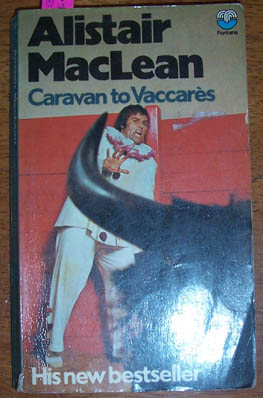 Alistair
MacLean
Fontana
Caravan to Vaccarès
His new bestseller